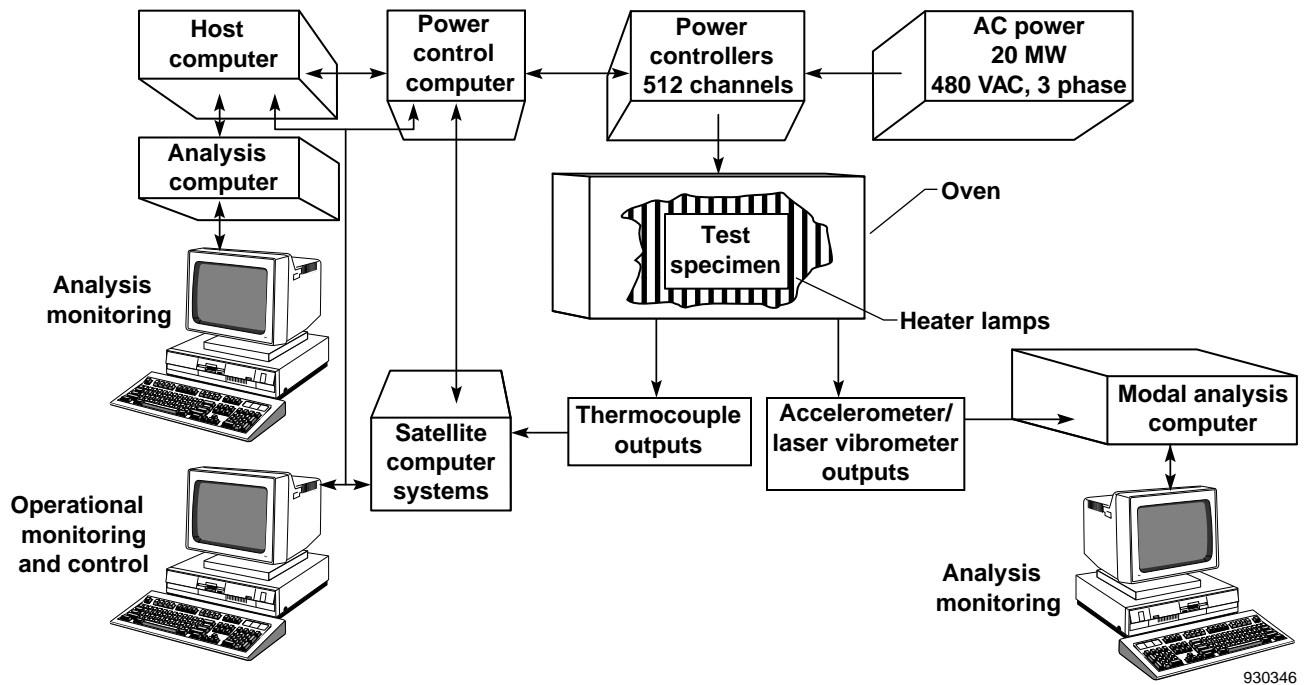 Host
computer
Power
control
computer
Power
controllers
512 channels
AC power
20 MW
480 VAC, 3 phase
Analysis
computer
Oven
Test
specimen
Analysis
monitoring
Heater lamps
Modal analysis
computer
Thermocouple
outputs
Accelerometer/
laser vibrometer
outputs
Satellite
computer
systems
Operational
monitoring
and control
Analysis
monitoring
930346